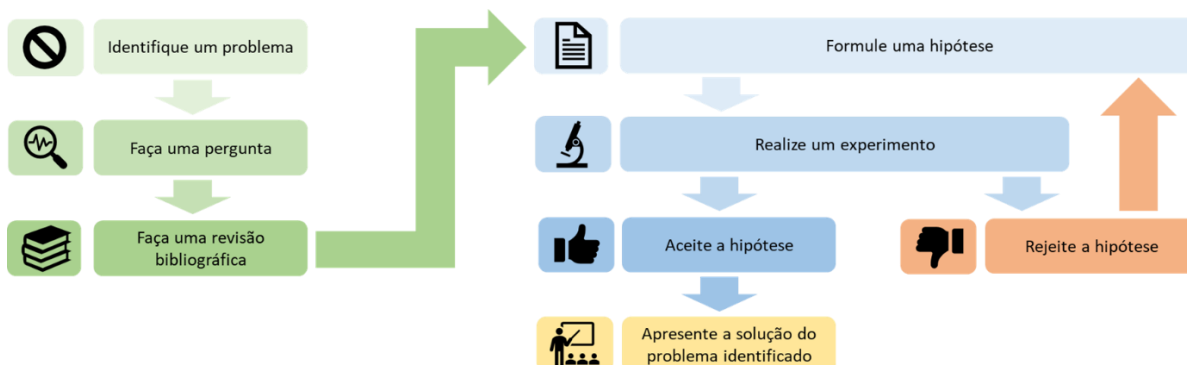 Identifique um problema
Faça uma pergunta
Faça uma revisão
bibliográfica
Formule uma hipótese
Realize um experimento
Aceite a hipótese
Rejeite a hipótese
Apresente a solução do
problema identificado